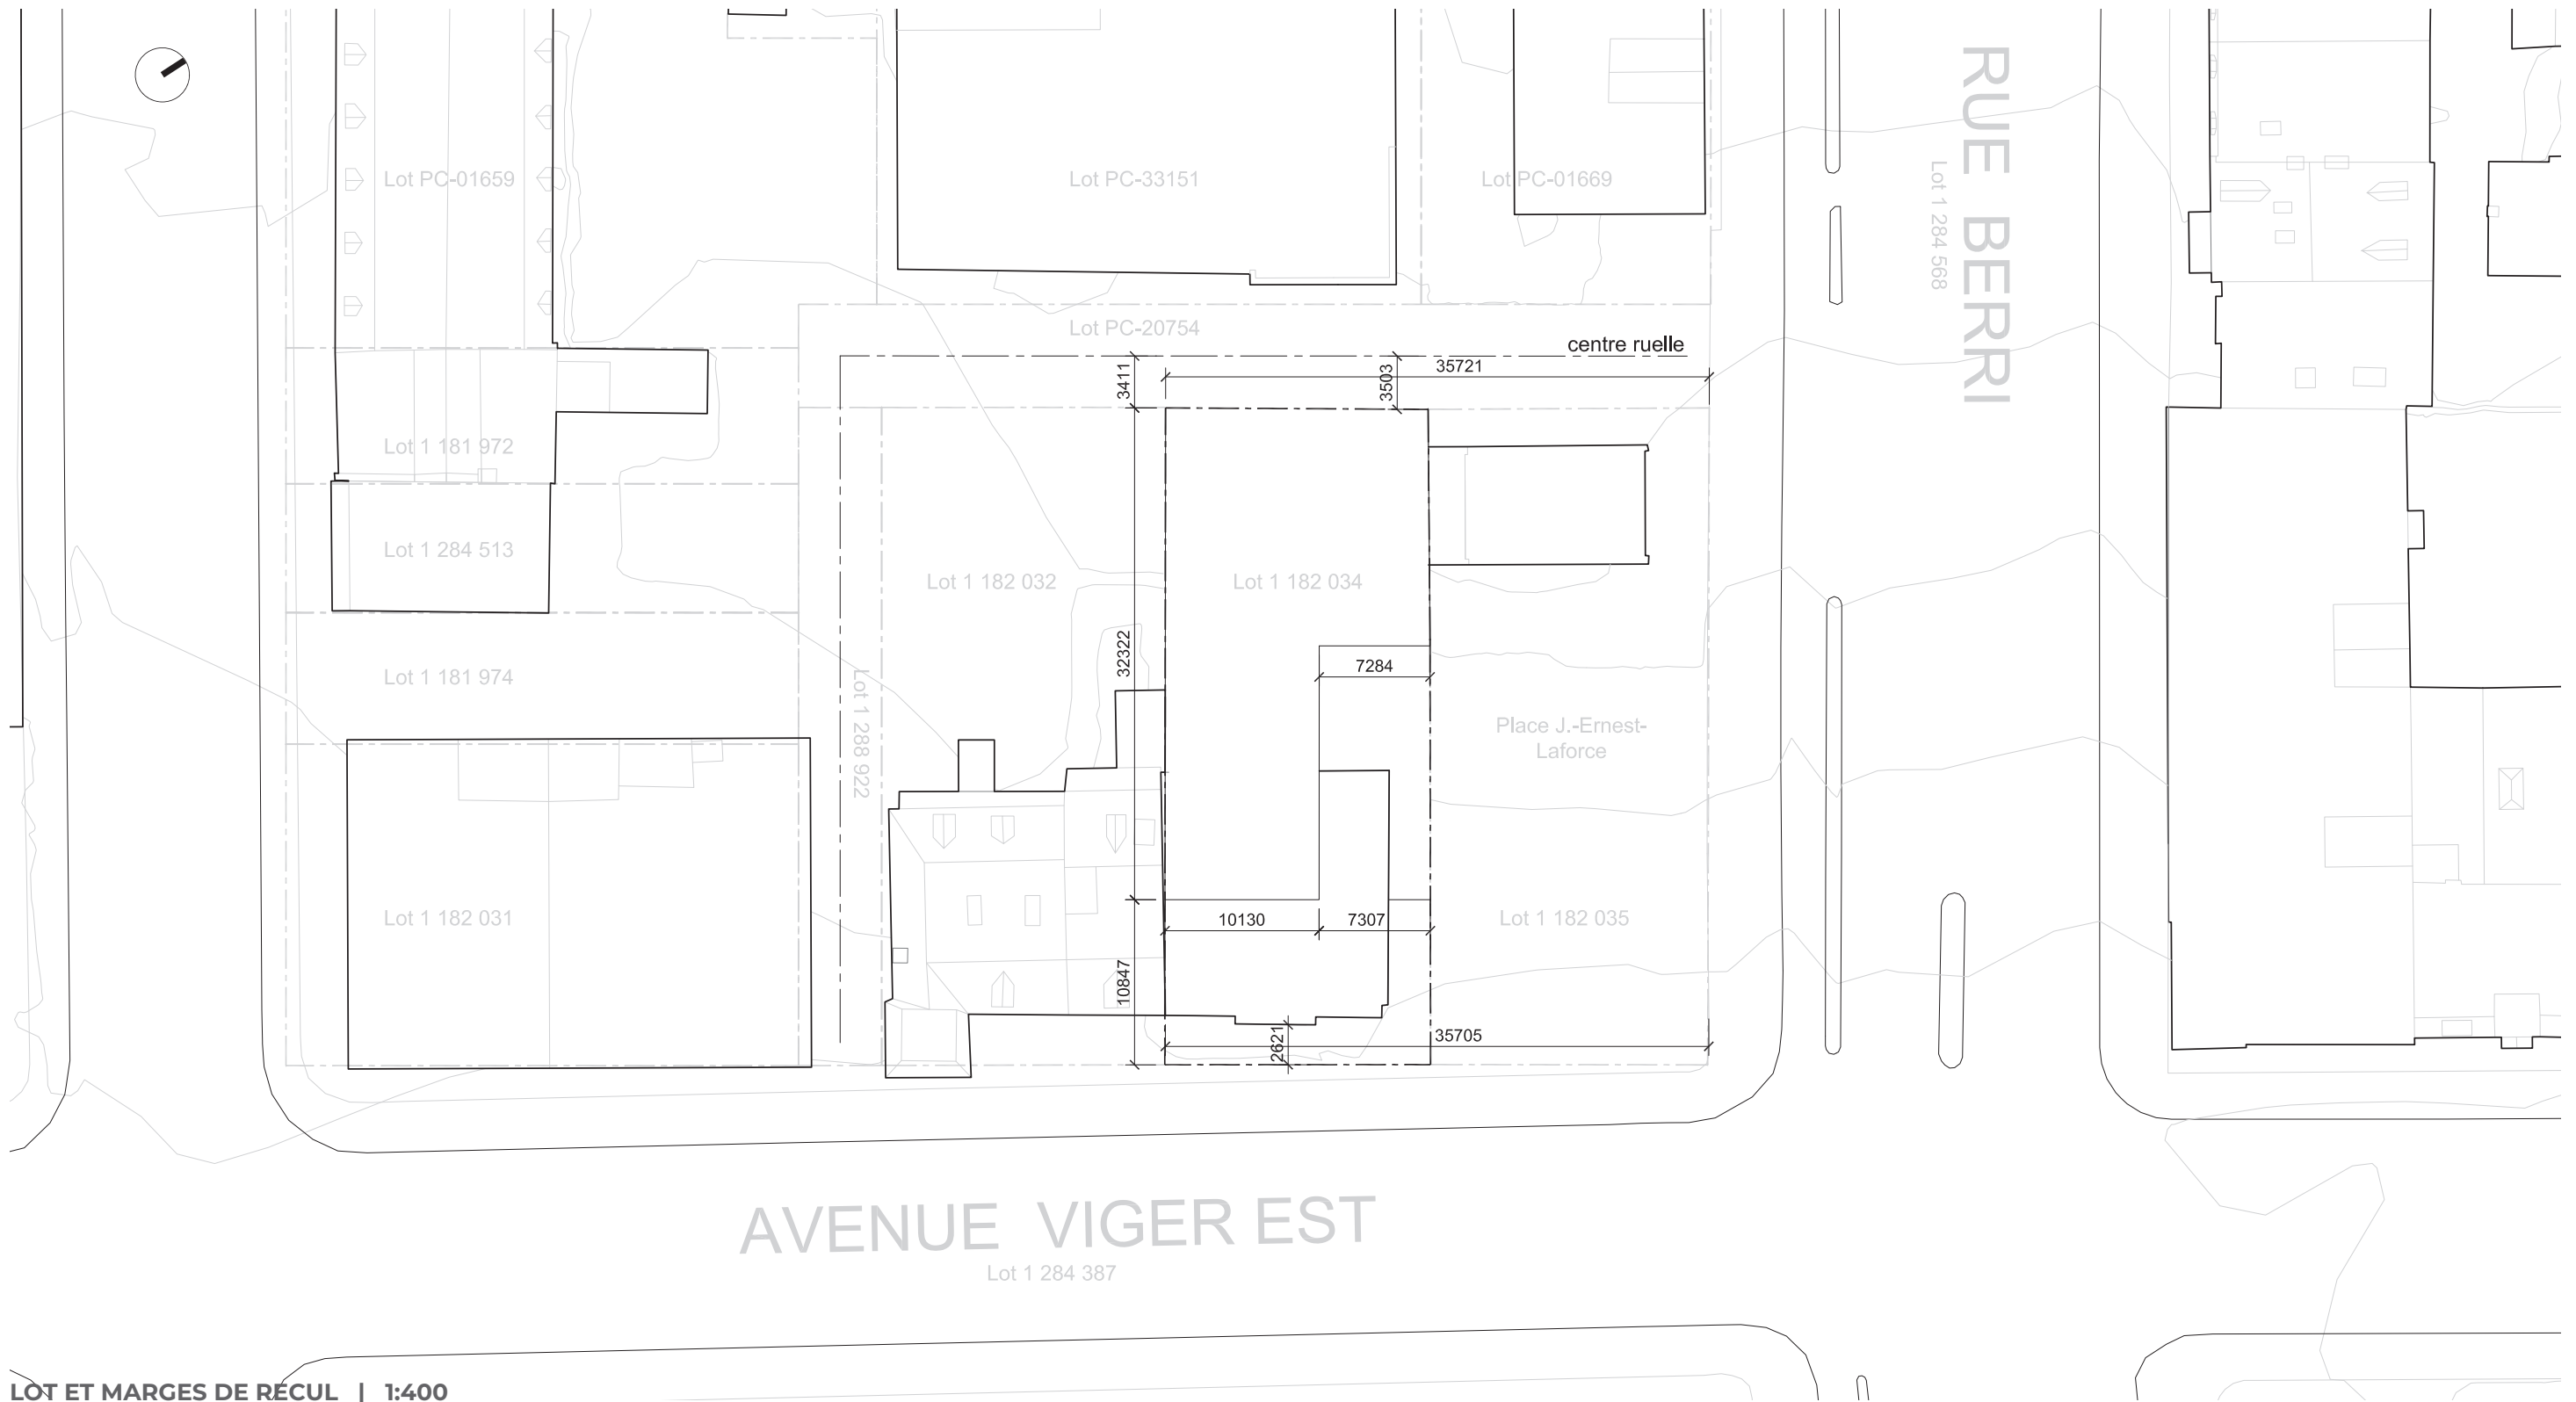 RUE BERRI
Lot 1 284 568
Lot PC-01659
Lot PC-33151
Lot PC-01669
Lot PC-20754
centre ruelle
3411
3503
35721
Lot 1 181 972
Lot 1 284 513
Lot 1 182 032
Lot 1 182 034
32322
7284
Lot 1 181 974
Lot 1 288 922
Place J.-Ernest-
Laforce
Lot 1 182 031
10130
7307
Lot 1 182 035
10847
2621
35705
AVENUE VIGER EST
Lot 1 284 387
LOT ET MARGES DE RECUL | 1:400